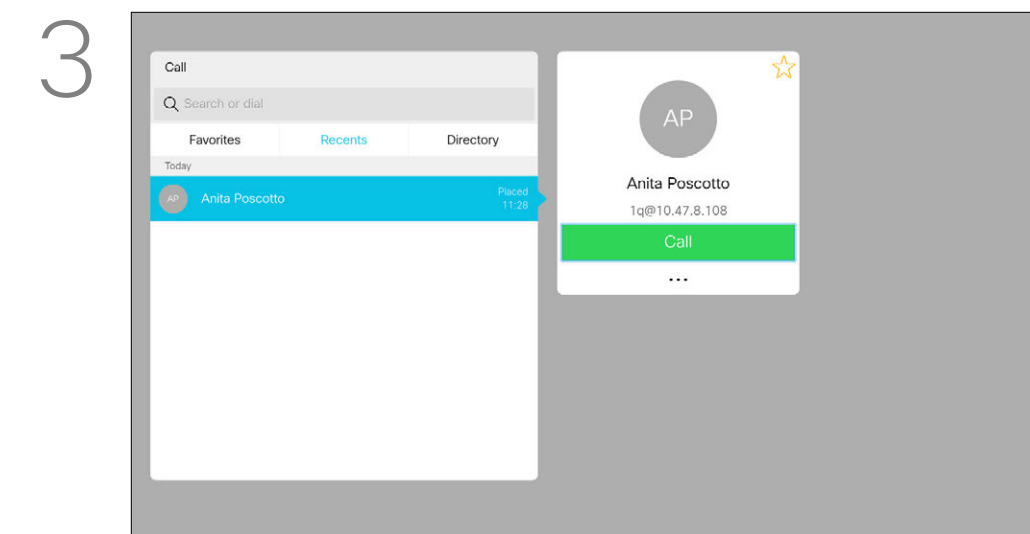 3
Call
Search or dial
Favorites Recents Directory
Today
AP Anita Poscotto Placed
11:28
AP
Anita Poscotto
1q@10.47.8.108
Call
...